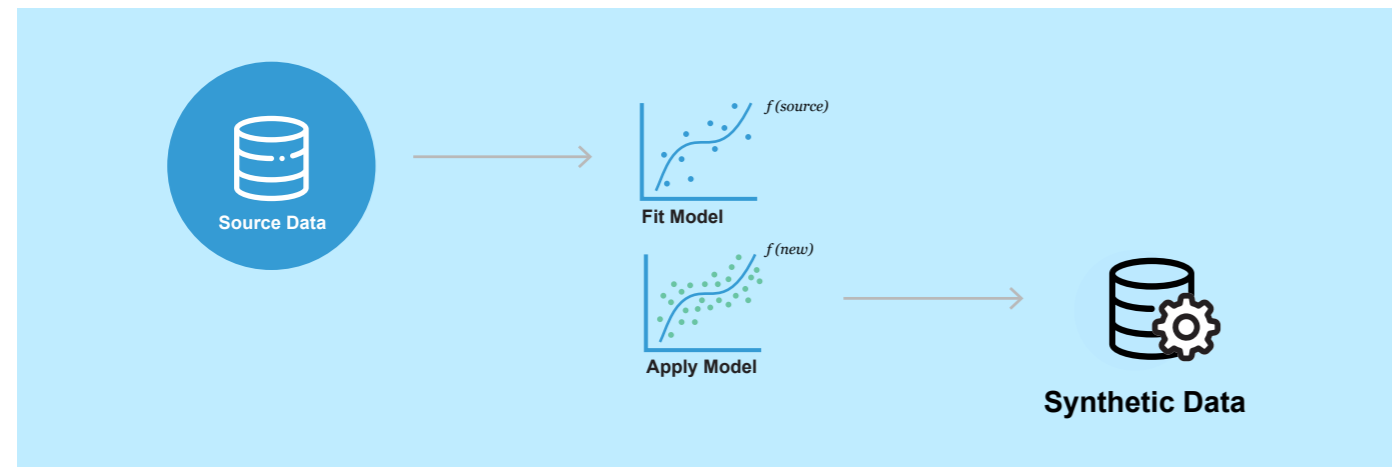 Source Data
f (source)
Fit Model
f (new)
Apply Model
Synthetic Data